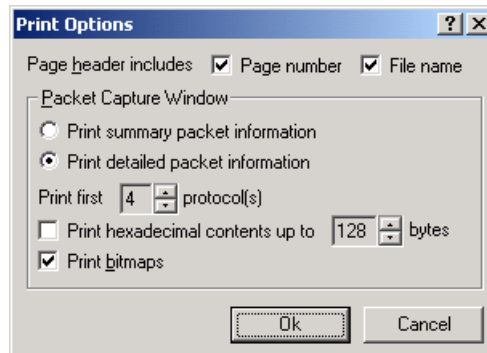 Print Options
Page header includes Page number File name
Packet Capture Window
Print summary packet information
Print detailed packet information
Print first 4 protocol(s)
Print hexadecimal contents up to 128 bytes
Print bitmaps
Ok Cancel